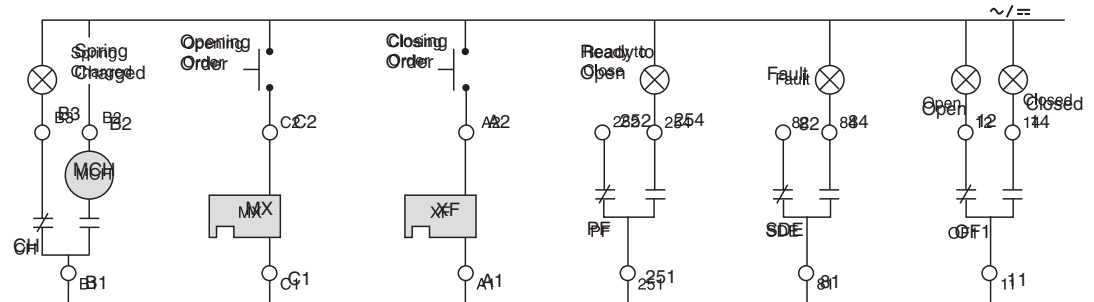 ~/==
Spring
Charged
B3
B2
MCH
CH
B1
Opening
Order
C2
MX
C1
Closing
Order
A2
XF
A1
Ready to
Close
Open
252
254
PF
251
Fault
82
84
SDE
81
Open
Closed
12
14
OF1
11